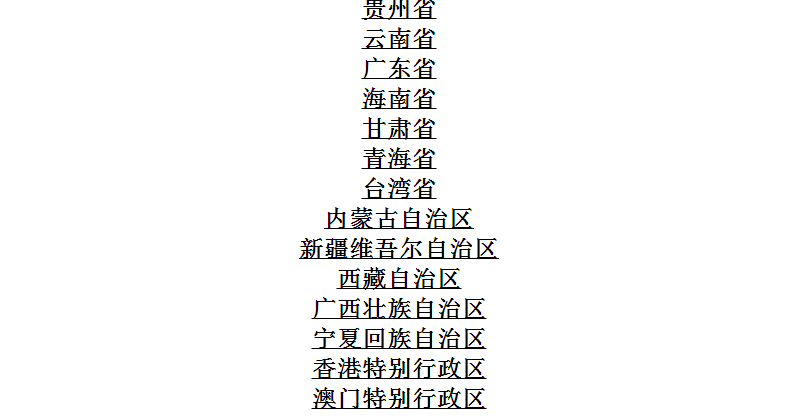 贵州省
云南省
广东省
海南省
甘肃省
青海省
台湾省
内蒙古自治区
新疆维吾尔自治区
西藏自治区
广西壮族自治区
宁夏回族自治区
香港特别行政区
澳门特别行政区